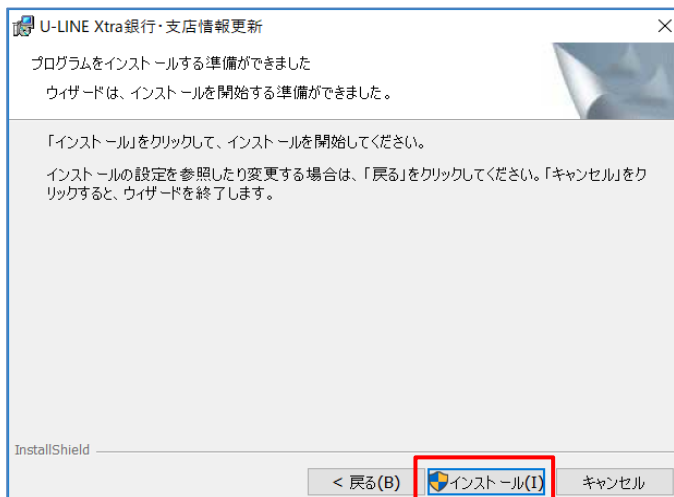 U-LINE Xtra銀行・支店情報更新
プログラムをインストールする準備ができました
ウィザードは、インストールを開始する準備ができました。
「インストール」をクリックして、インストールを開始してください。
インストールの設定を参照したり変更する場合は、「戻る」をクリックしてください。「キャンセル」をク
リックすると、ウィザードを終了します。
InstallShield
< 戻る(B) インストール(I) キャンセル